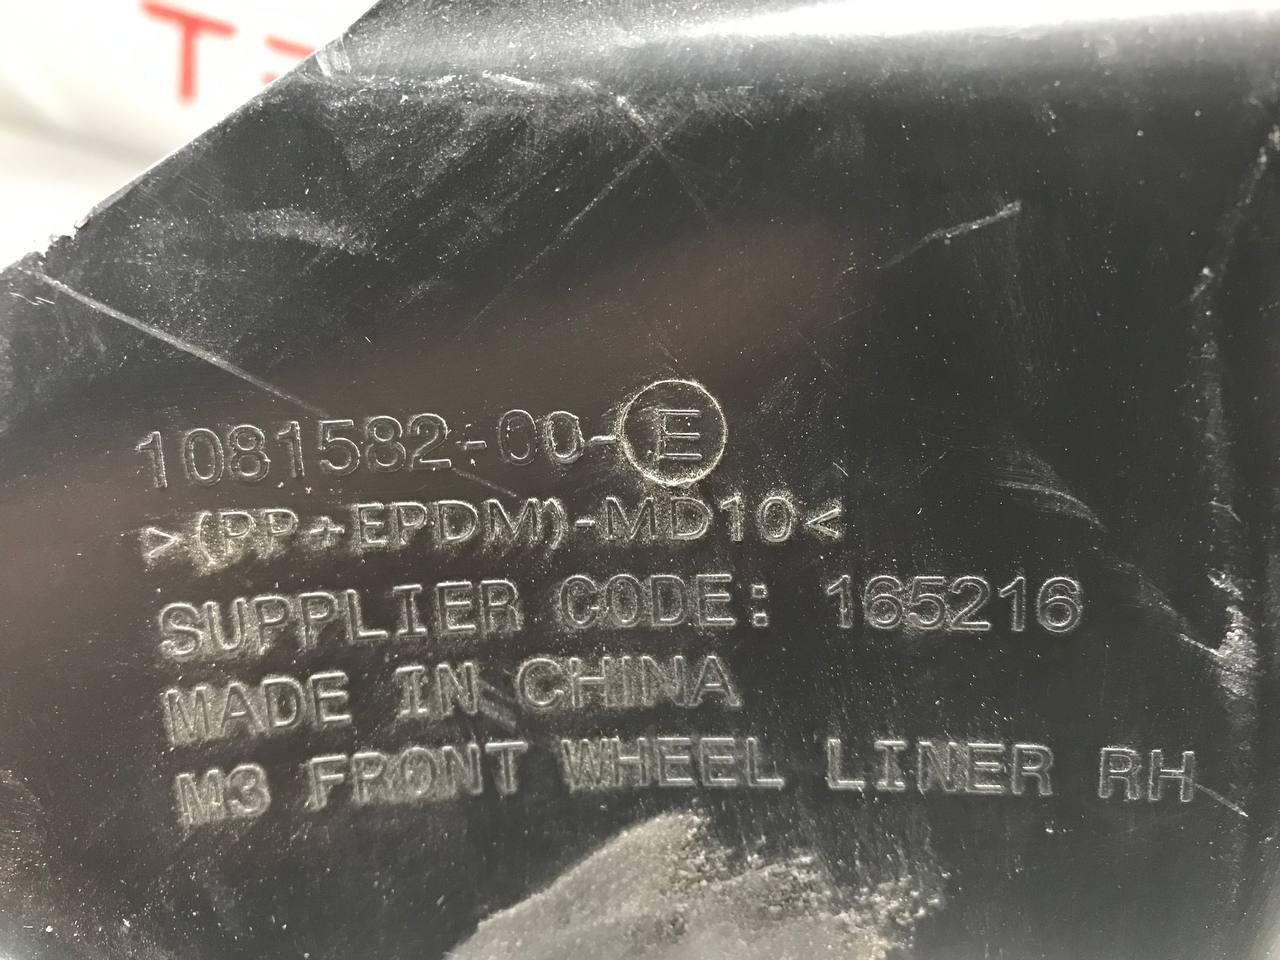 1081582-00-E
>(PP+EPDM)-MD10<
SUPPLIER CODE: 165216
MADE IN CHINA
M3 FRONT WHEEL LINER RH